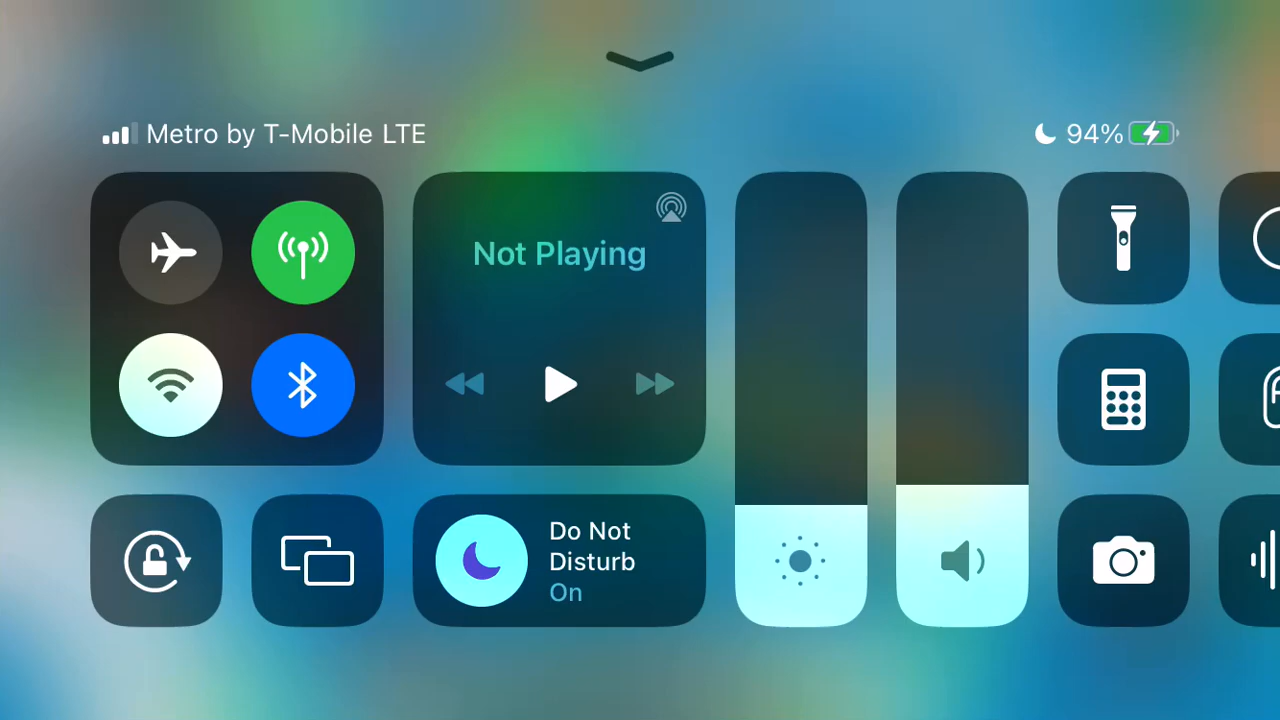 Metro by T-Mobile LTE
94%
Not Playing
Do Not
Disturb
On